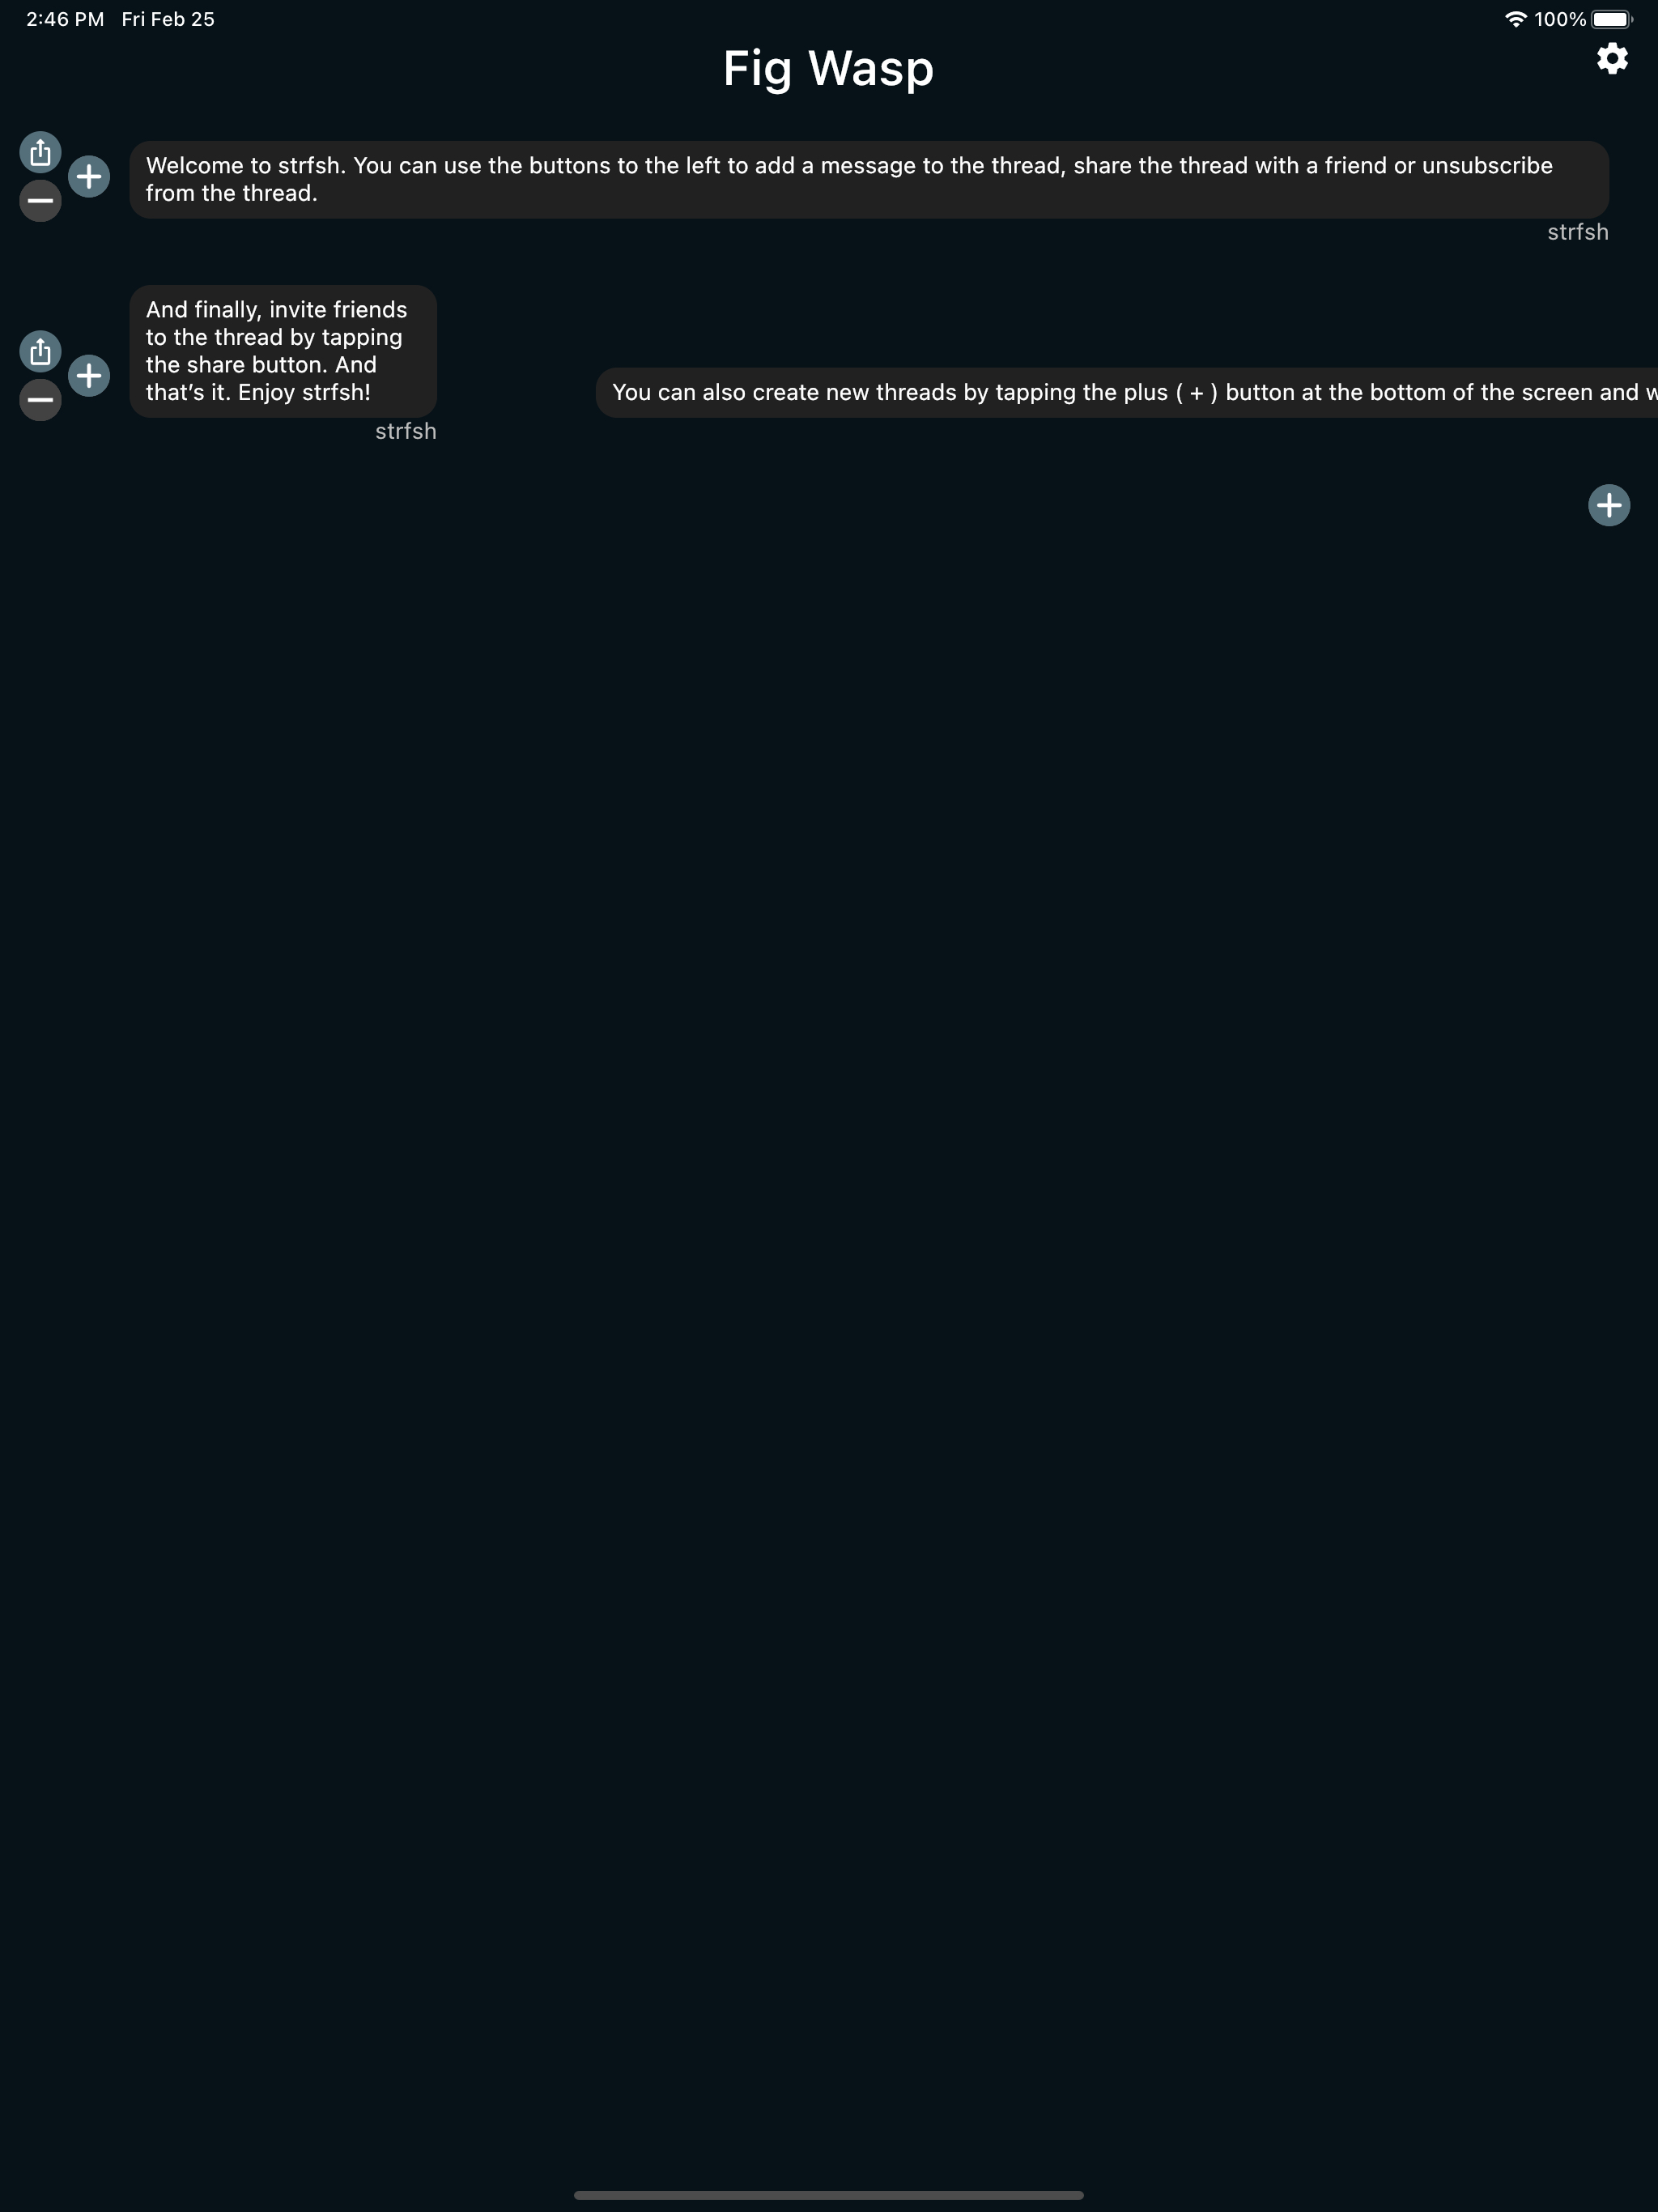 2:46 PM Fri Feb 25
100%
Fig Wasp
Welcome to strfsh. You can use the buttons to the left to add a message to the thread, share the thread with a friend or unsubscribe
from the thread.
strfsh
And finally, invite friends
to the thread by tapping
the share button. And
that's it. Enjoy strfsh!
strfsh
You can also create new threads by tapping the plus ( + ) button at the bottom of the screen and